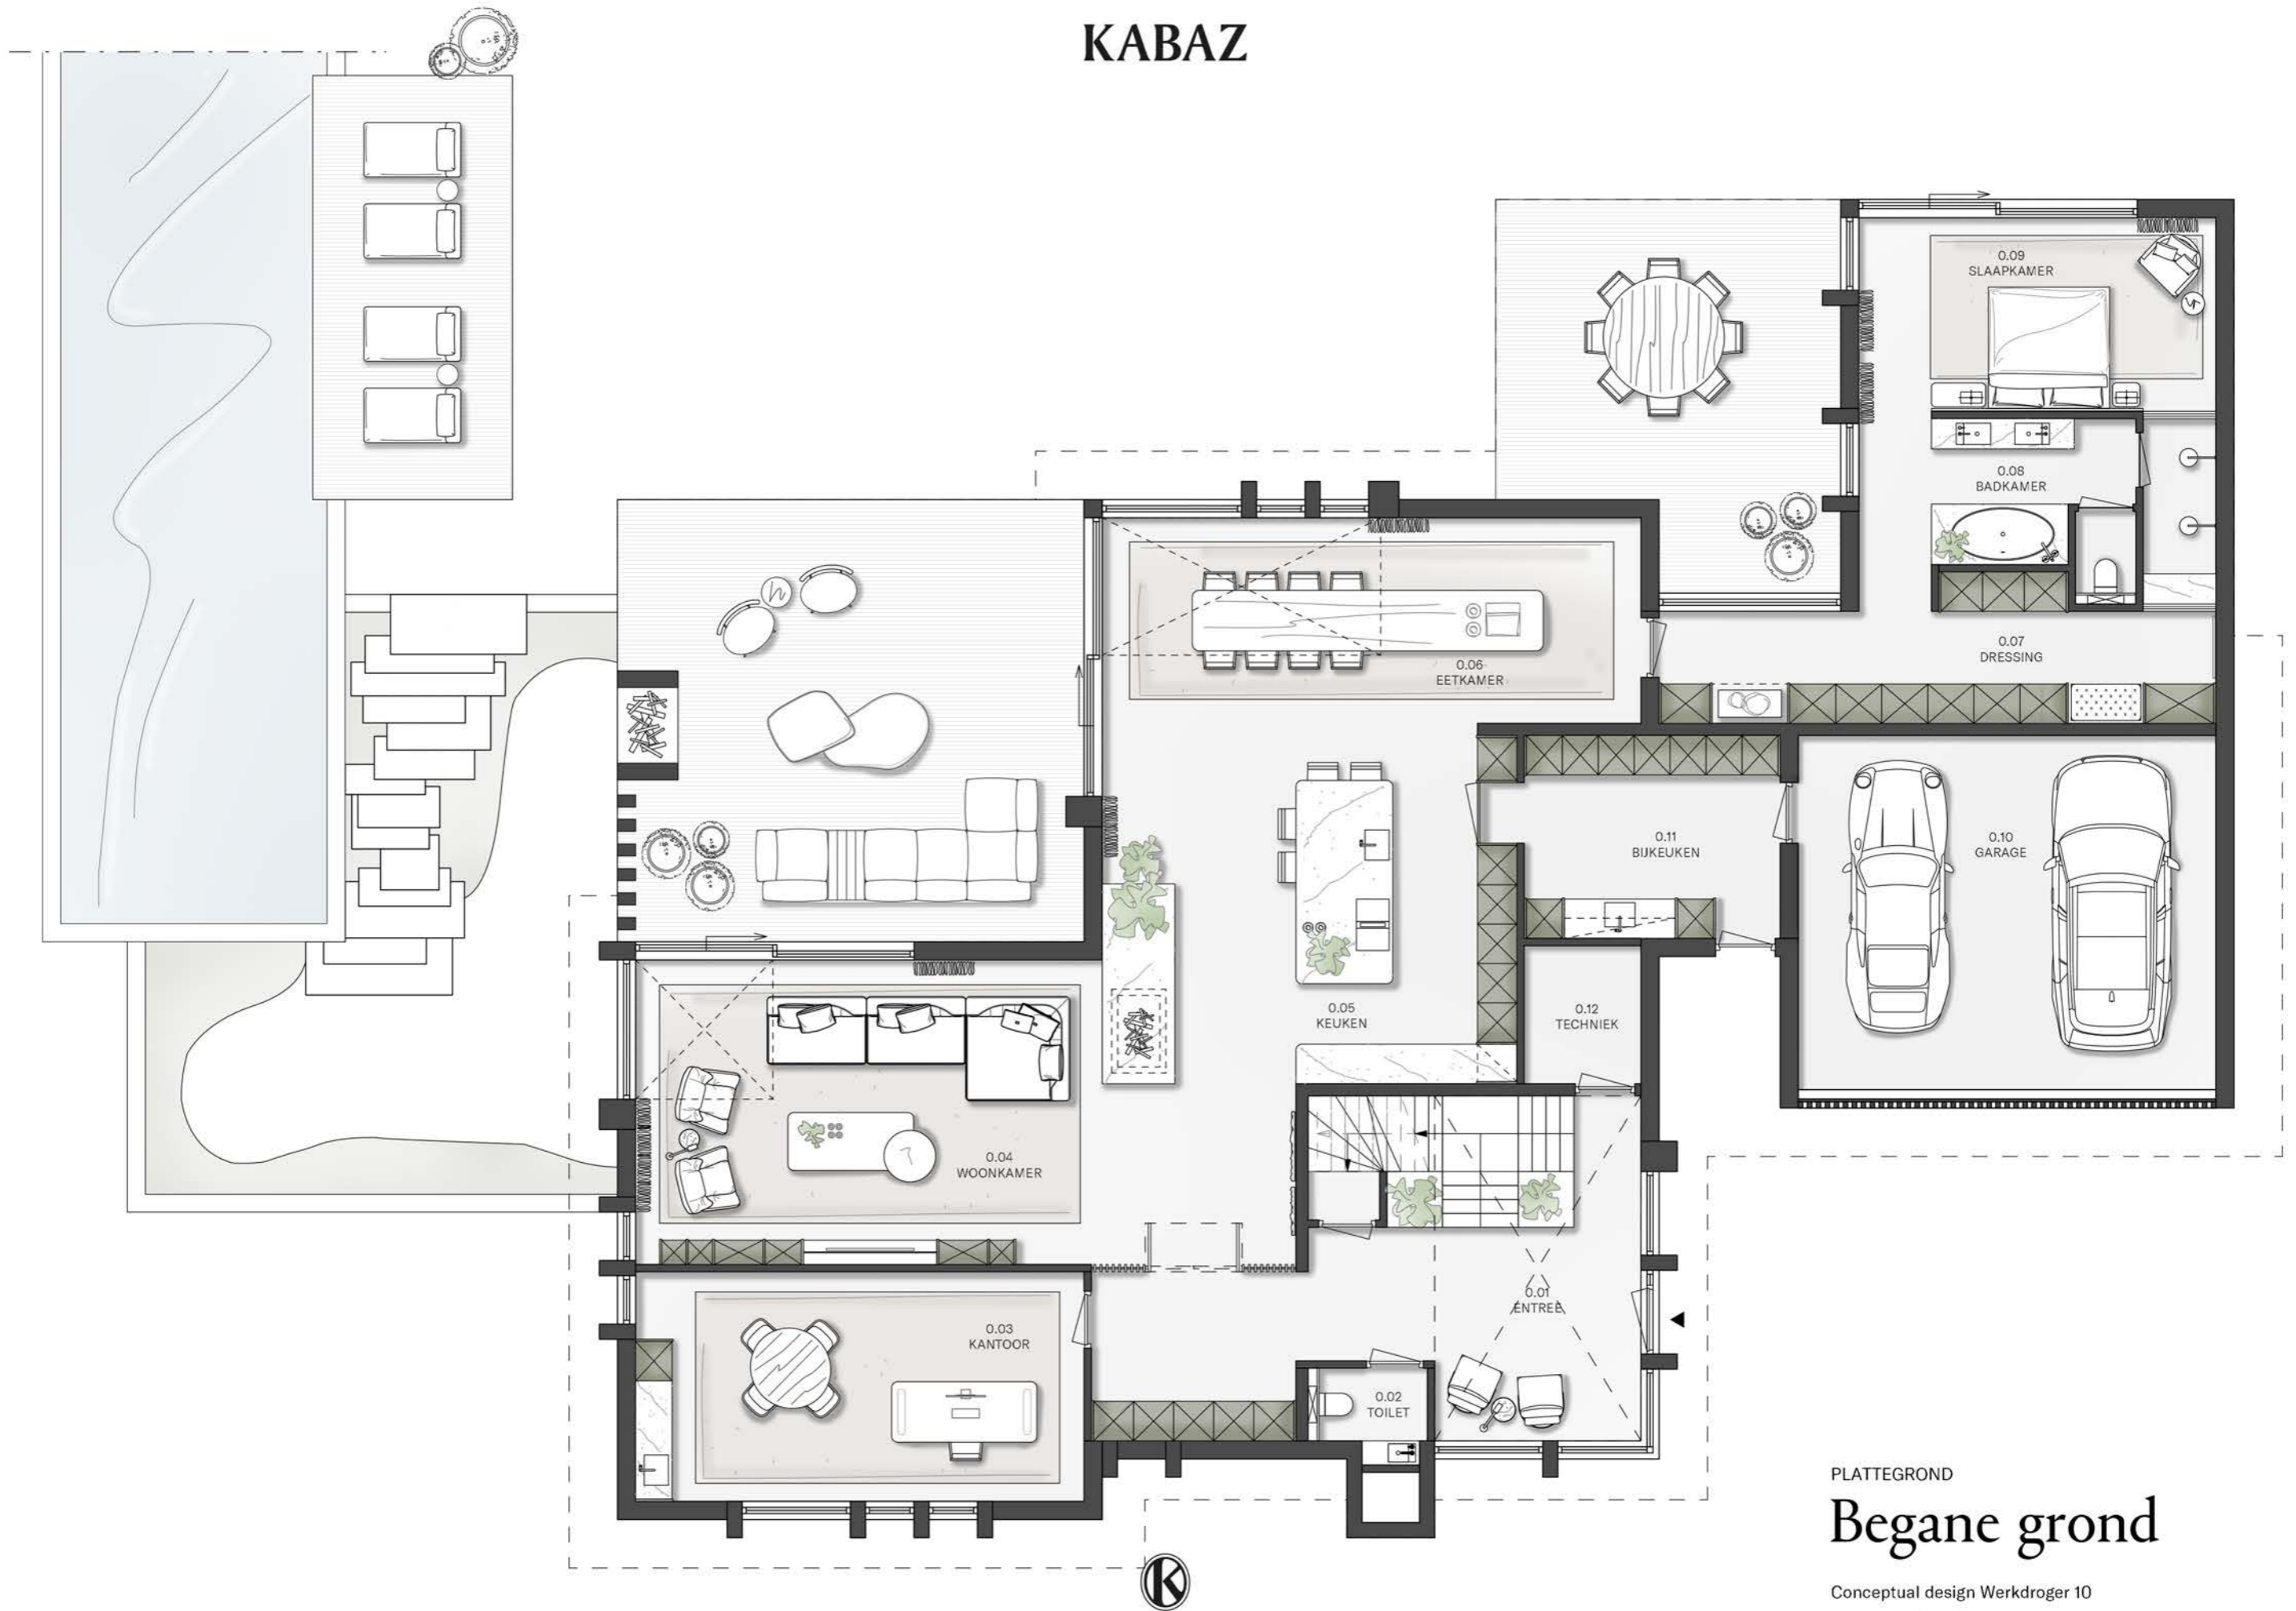 KABAZ
0.09
SLAAPKAMER
0.08
BADKAMER
0.07
DRESSING
0.06
EETKAMER
0.11
BIJKEUKEN
0.10
GARAGE
0.05
KEUKEN
0.12
TECHNIEK
0.04
WOONKAMER
0.01
ENTREE
0.03
KANTOOR
0.02
TOILET
PLATTEGROND
Begane grond
Conceptual design Werkdroger 10
K